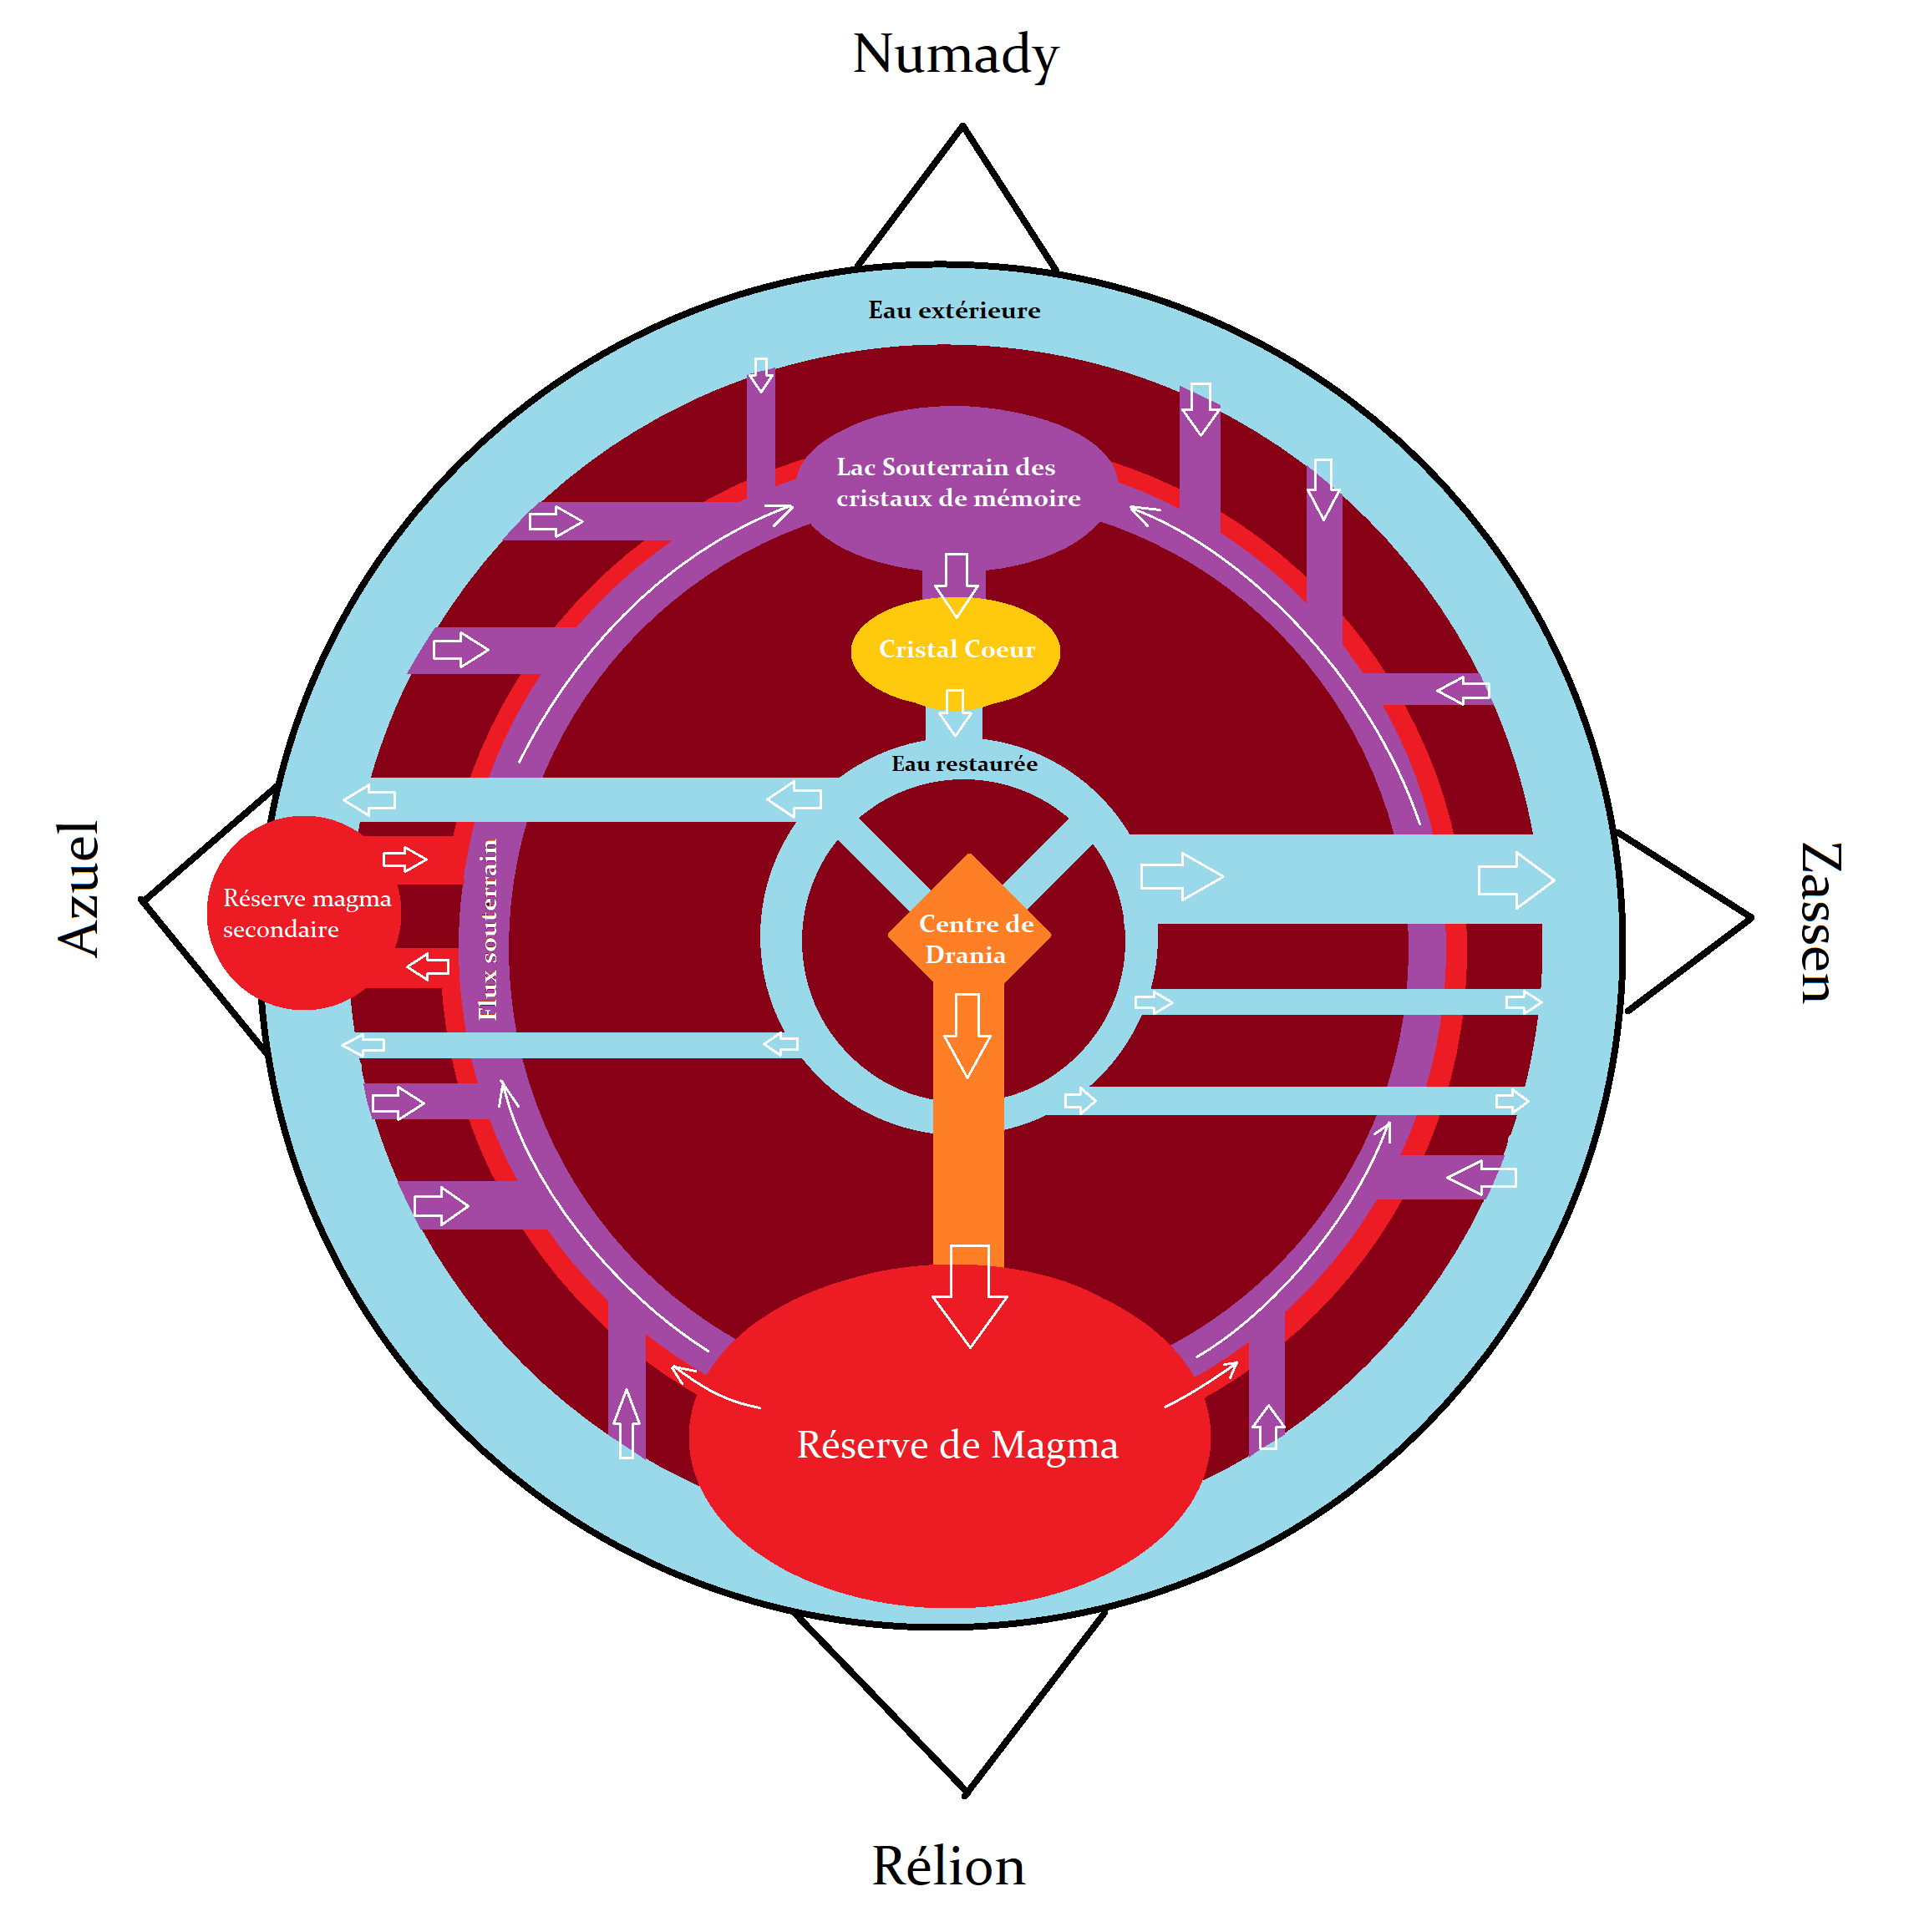 Numady
Eau extérieure
Lac Souterrain des
cristaux de mémoire
Cristal Coeur
Eau restaurée
Azuel
Réserve magma
secondaire
Flux souterrain
Centre de
Drania
Zassen
Réserve de Magma
Rélion